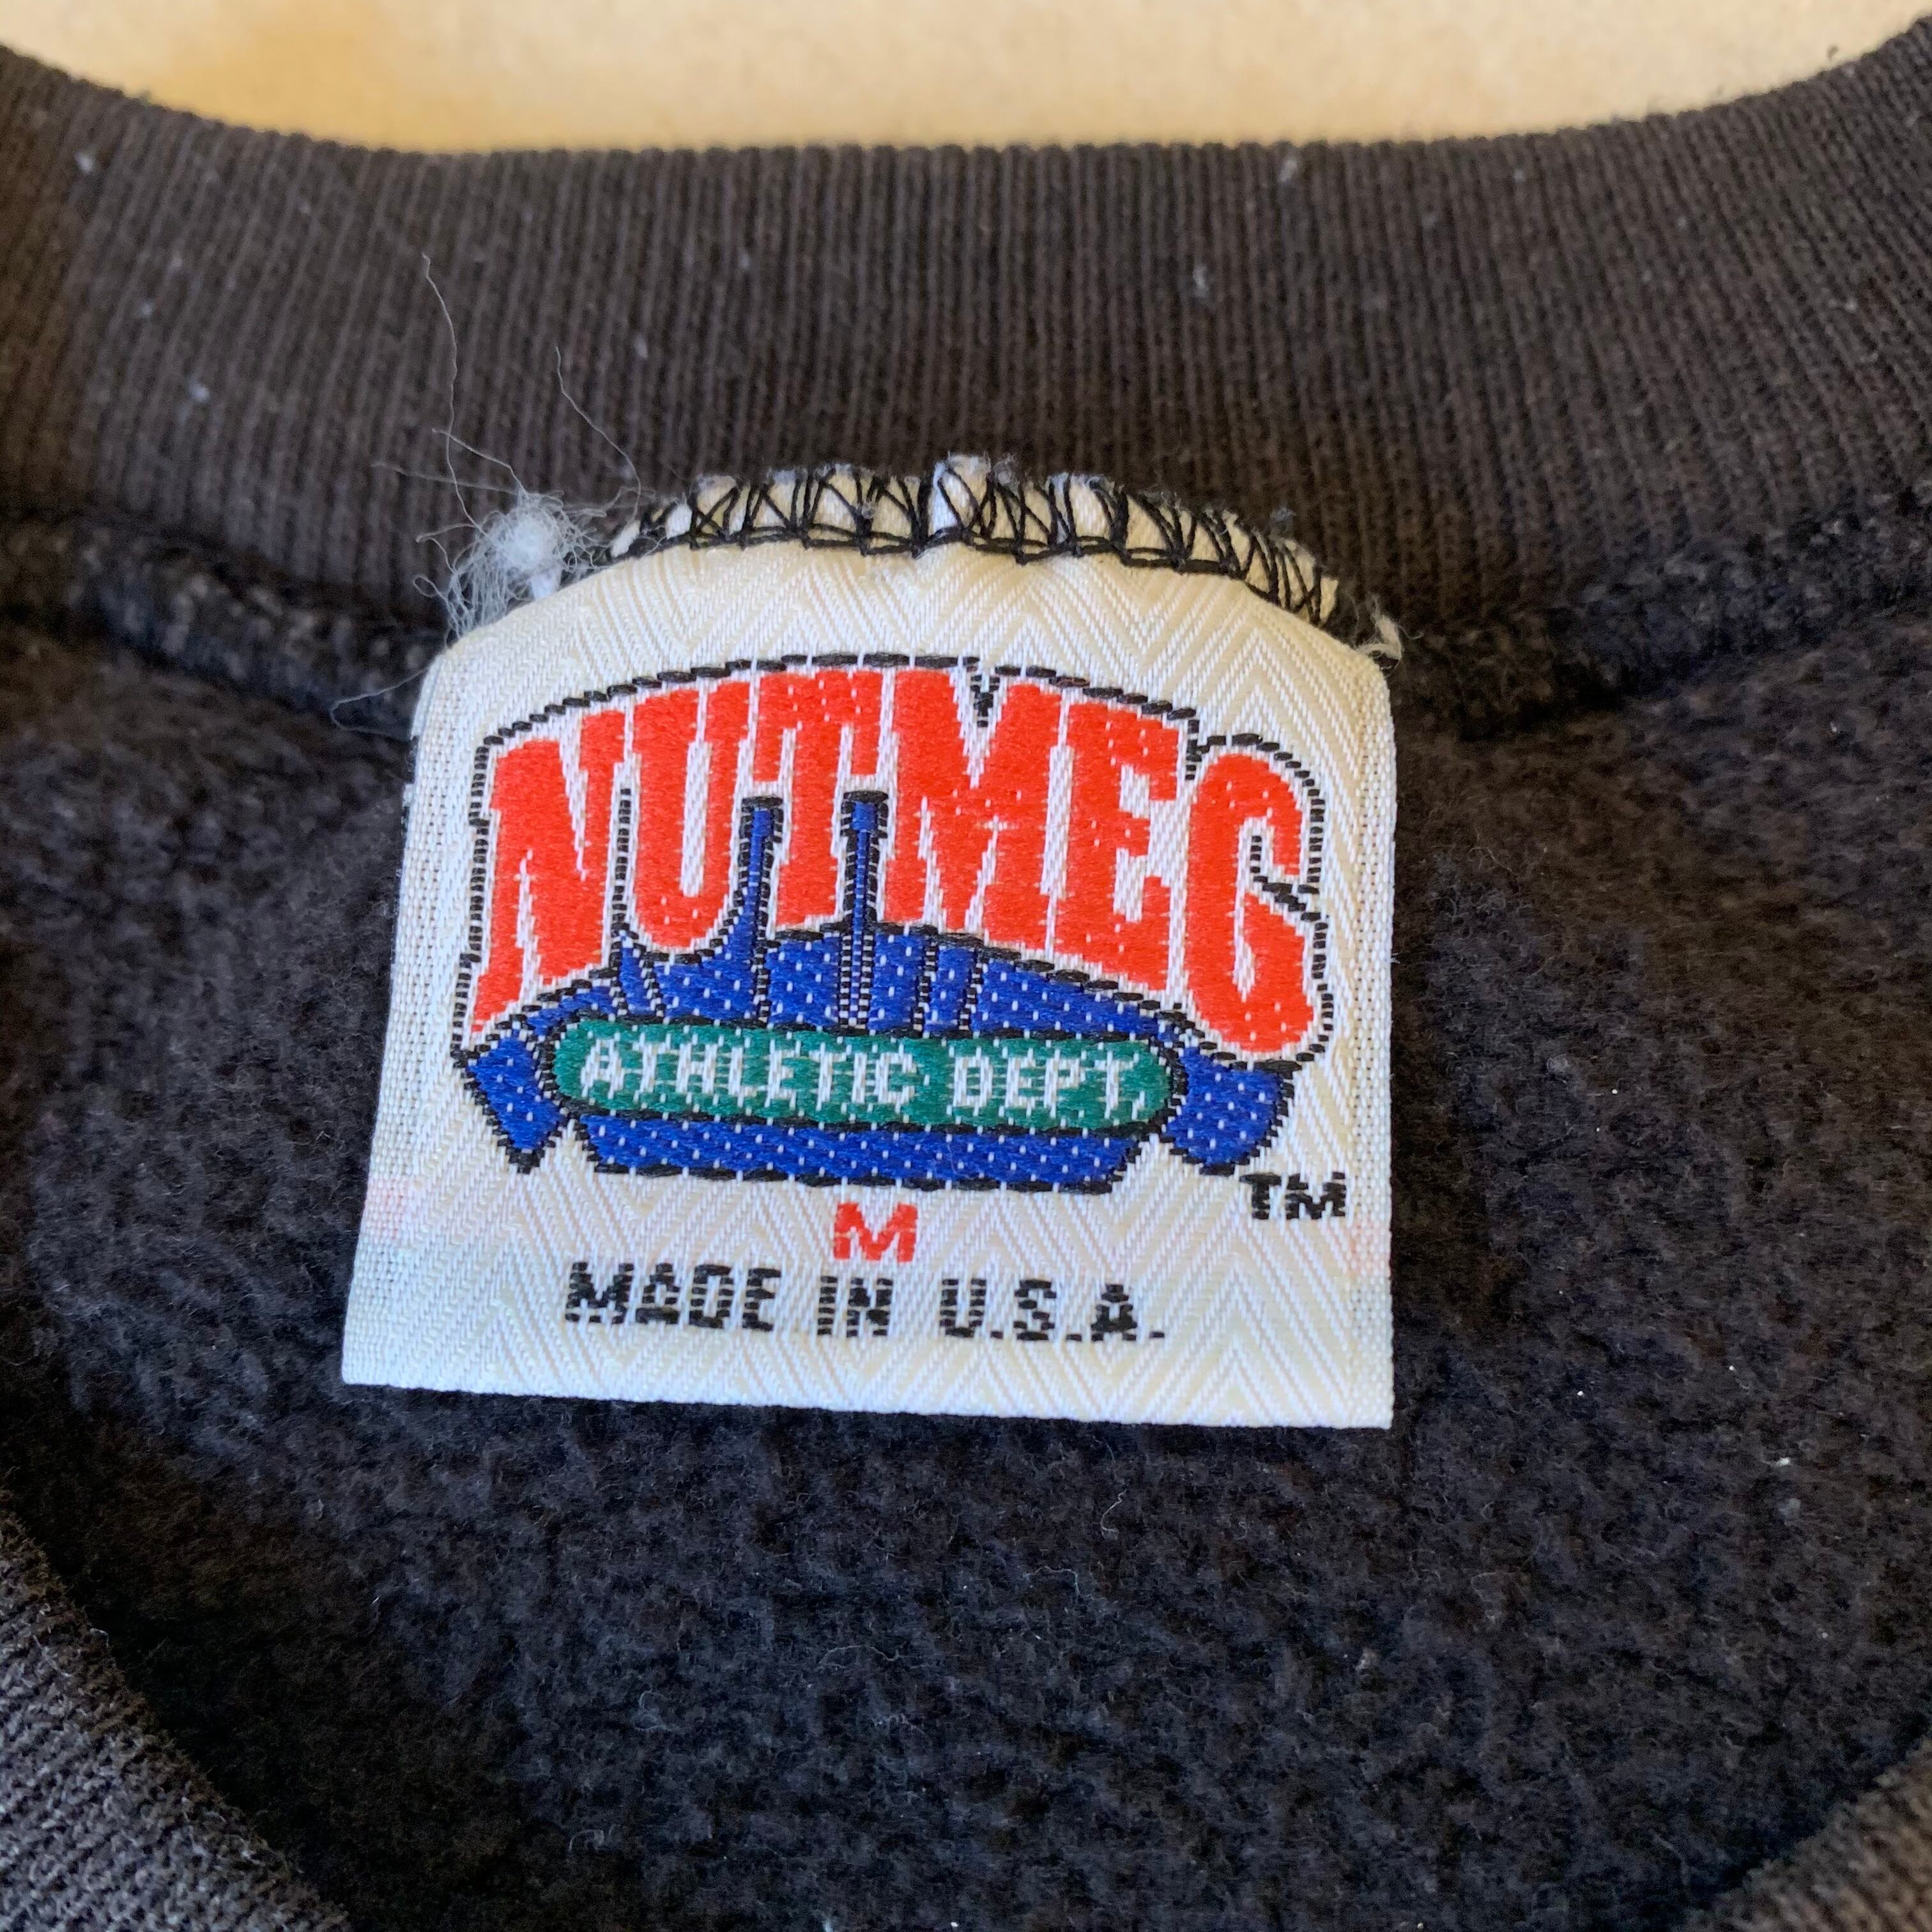 NUTMEG
ATHLETIC DEPT.
TM
M
MADE IN U.S.A.